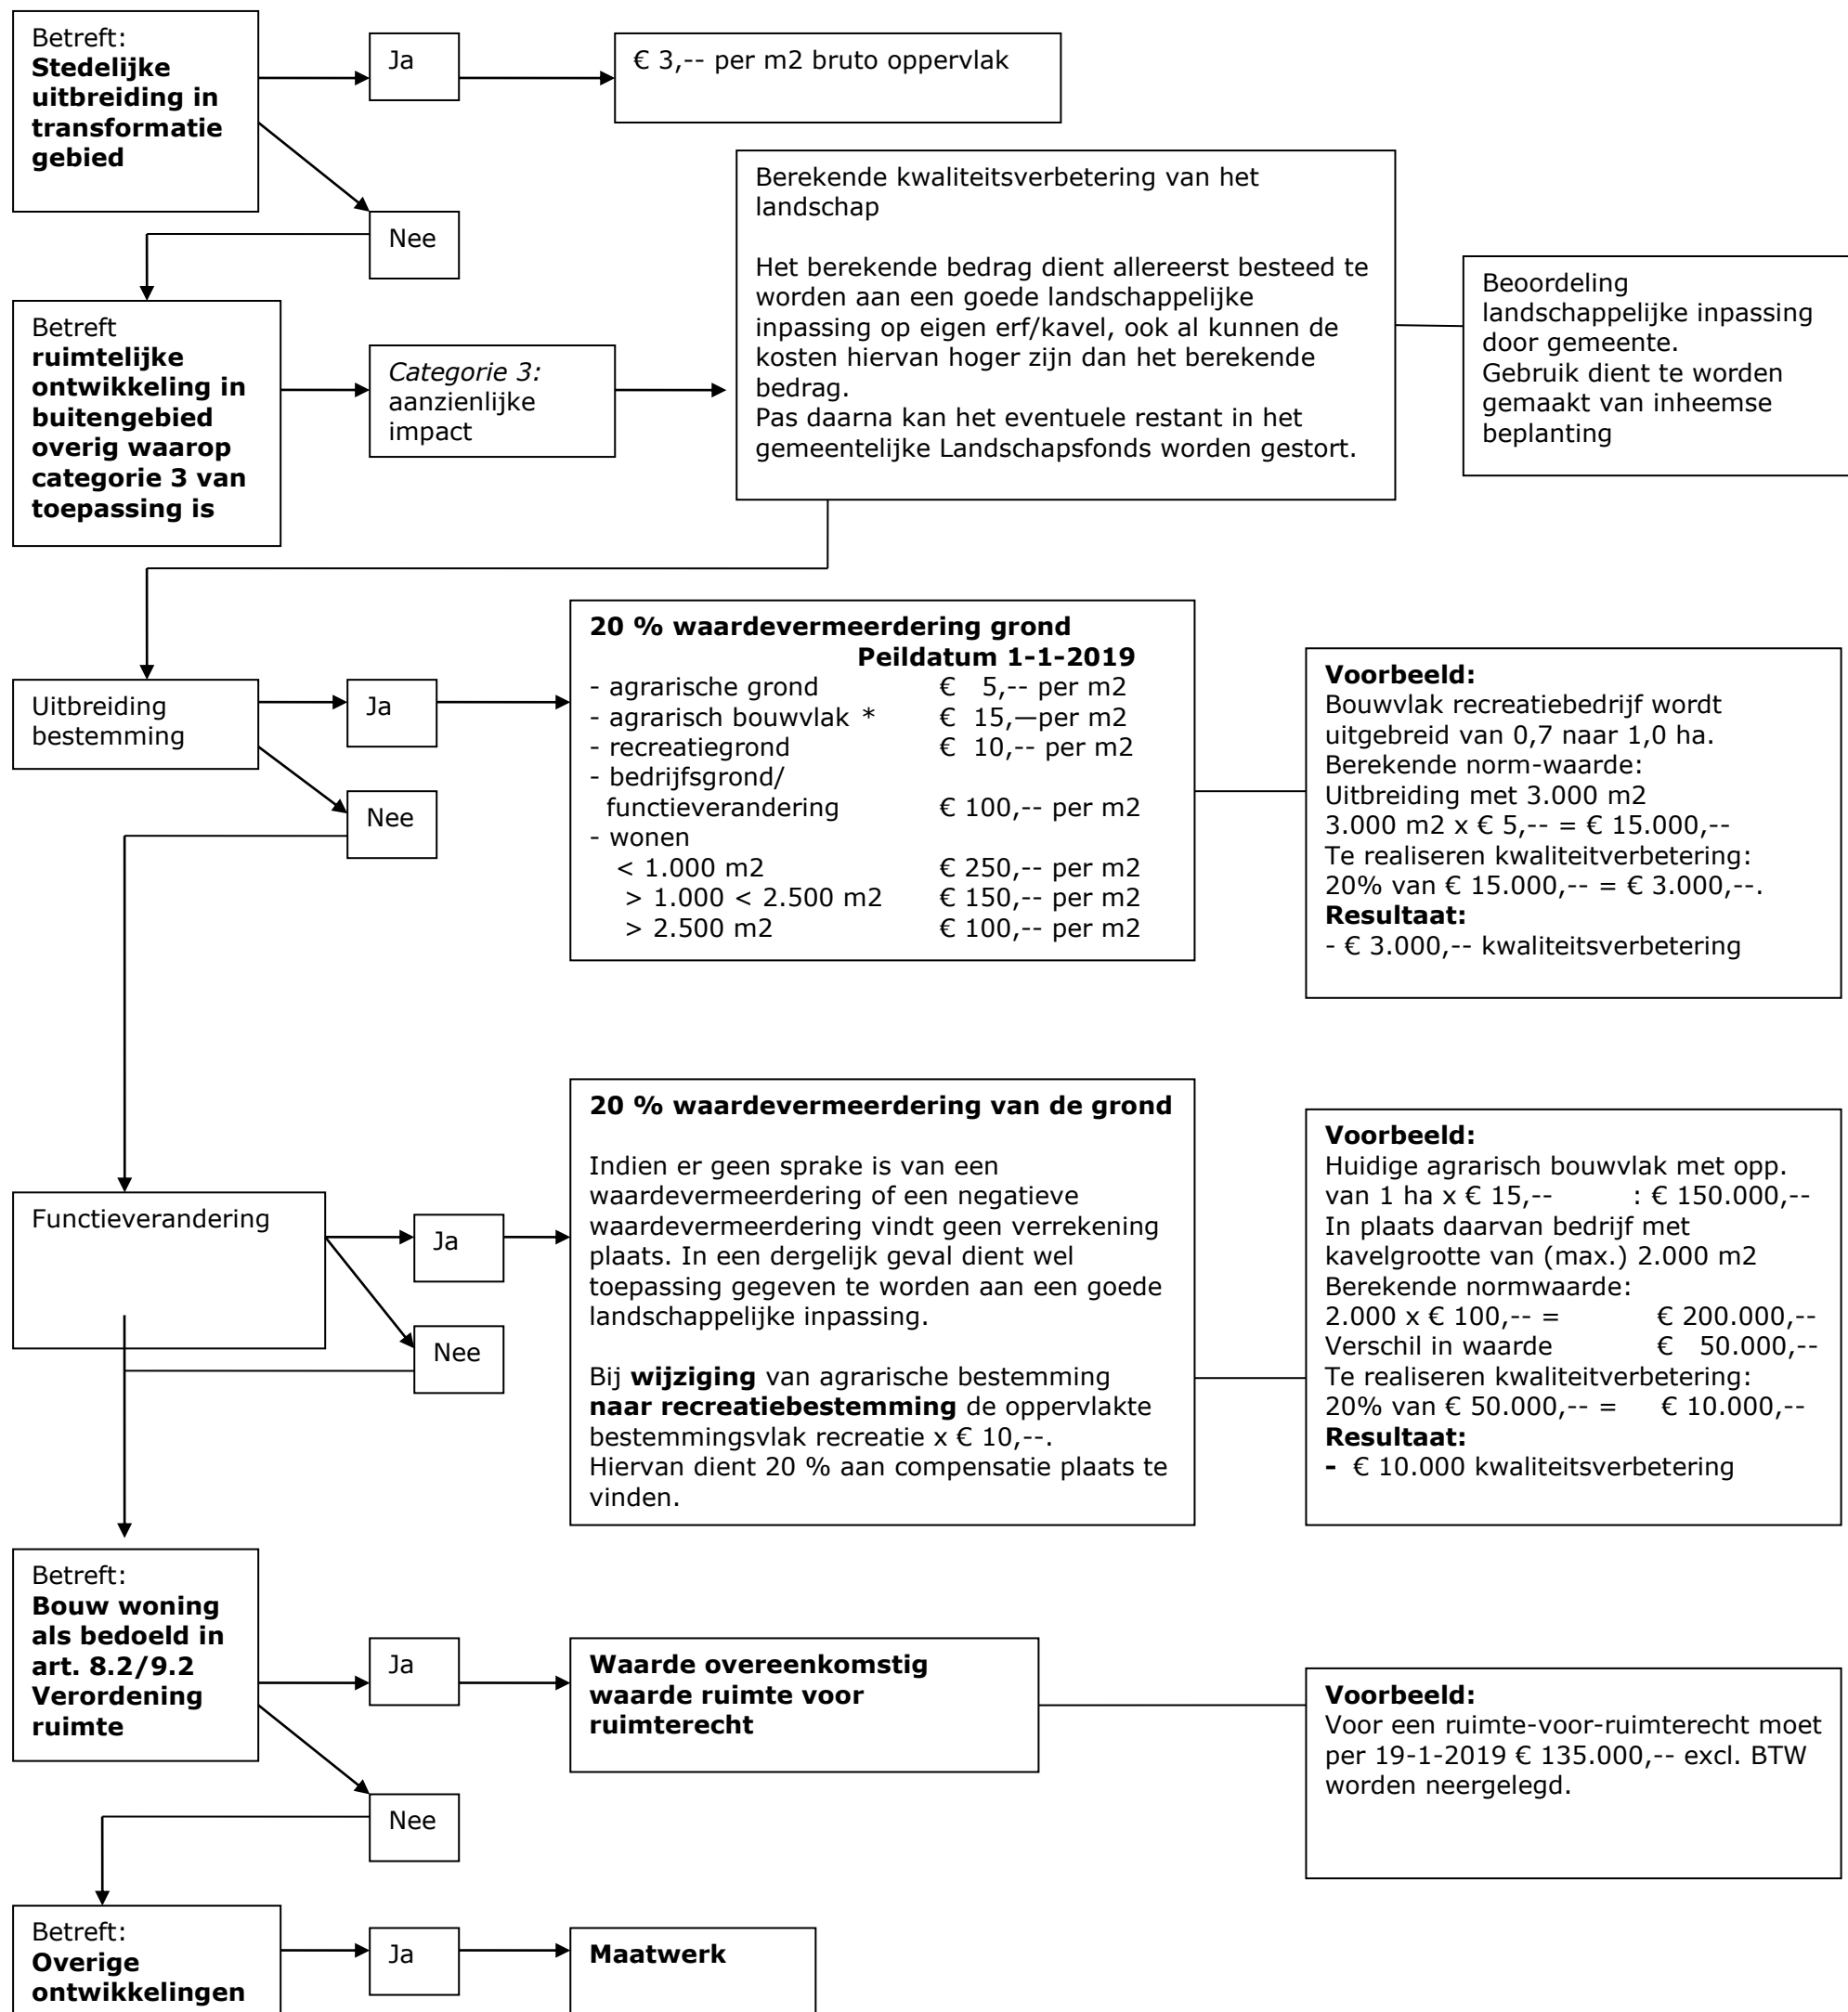 Betreft:
Stedelijke
uitbreiding in
transformatie
gebied
Ja
€ 3,-- per m2 bruto oppervlak
Nee
Betreft
ruimtelijke
ontwikkeling in
buitengebied
overig waarop
categorie 3 van
toepassing is
Categorie 3:
aanzienlijke
impact
Berekende kwaliteitsverbetering van het
landschap
Het berekende bedrag dient allereerst besteed te
worden aan een goede landschappelijke
inpassing op eigen erf/kavel, ook al kunnen de
kosten hiervan hoger zijn dan het berekende
bedrag.
Pas daarna kan het eventuele restant in het
gemeentelijke Landschapsfonds worden gestort.
Beoordeling
landschappelijke inpassing
door gemeente.
Gebruik dient te worden
gemaakt van inheemse
beplanting
Uitbreiding
bestemming
Ja
Nee
20 % waardevermeerdering grond
Peildatum 1-1-2019
- agrarische grond € 5,-- per m2
- agrarisch bouwvlak * € 15,—per m2
- recreatiegrond € 10,-- per m2
- bedrijfsgrond/
functieverandering € 100,-- per m2
- wonen
< 1.000 m2 € 250,-- per m2
> 1.000 < 2.500 m2 € 150,-- per m2
> 2.500 m2 € 100,-- per m2
Voorbeeld:
Bouwvlak recreatiebedrijf wordt
uitgebreid van 0,7 naar 1,0 ha.
Berekende norm-waarde:
Uitbreiding met 3.000 m2
3.000 m2 x € 5,-- = € 15.000,--
Te realiseren kwaliteitverbetering:
20% van € 15.000,-- = € 3.000,--.
Resultaat:
- € 3.000,-- kwaliteitsverbetering
Functieverandering
Ja
Nee
20 % waardevermeerdering van de grond
Indien er geen sprake is van een
waardevermeerdering of een negatieve
waardevermeerdering vindt geen verrekening
plaats. In een dergelijk geval dient wel
toepassing gegeven te worden aan een goede
landschappelijke inpassing.
Bij wijziging van agrarische bestemming
naar recreatiebestemming de oppervlakte
bestemmingsvlak recreatie x € 10,--.
Hiervan dient 20 % aan compensatie plaats te
vinden.
Voorbeeld:
Huidige agrarisch bouwvlak met opp.
van 1 ha x € 15,-- : € 150.000,--
In plaats daarvan bedrijf met
kavelgrootte van (max.) 2.000 m2
Berekende normwaarde:
2.000 x € 100,-- = € 200.000,--
Verschil in waarde € 50.000,--
Te realiseren kwaliteitverbetering:
20% van € 50.000,-- = € 10.000,--
Resultaat:
- € 10.000 kwaliteitsverbetering
Betreft:
Bouw woning
als bedoeld in
art. 8.2/9.2
Verordening
ruimte
Ja
Nee
Waarde overeenkomstig
waarde ruimte voor
ruimterecht
Voorbeeld:
Voor een ruimte-voor-ruimterecht moet
per 19-1-2019 € 135.000,-- excl. BTW
worden neergelegd.
Betreft:
Overige
ontwikkelingen
Ja
Maatwerk